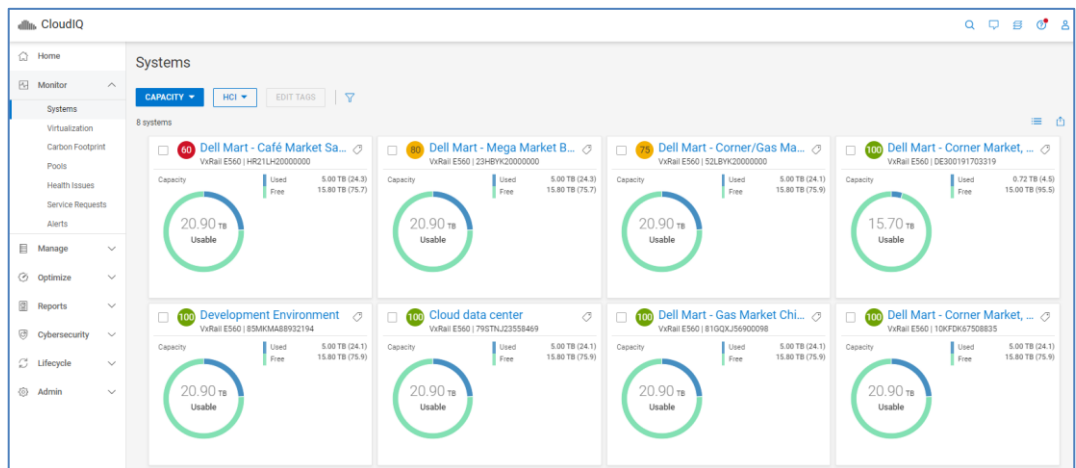 CloudIQ
Home
Monitor
Systems
Virtualization
Carbon Footprint
Pools
Health Issues
Service Requests
Alerts
Manage
Optimize
Reports
Cybersecurity
Lifecycle
Admin
Systems
CAPACITY HCI EDIT TAGS
8 systems
60 Dell Mart - Café Market Sa...
VxRail E560 | HR21LH20000000
Capacity
Used 5.00 TB (24.3)
Free 15.80 TB (75.7)
20.90 TB
Usable
80 Dell Mart - Mega Market B...
VxRail E560 | 23HBYK20000000
Capacity
Used 5.00 TB (24.3)
Free 15.80 TB (75.7)
20.90 TB
Usable
75 Dell Mart - Corner/Gas Ma...
VxRail E560 | 52LBYK20000000
Capacity
Used 5.00 TB (24.1)
Free 15.80 TB (75.9)
20.90 TB
Usable
100 Dell Mart - Corner Market, ...
VxRail E560 | DE300191703319
Capacity
Used 0.72 TB (4.5)
Free 15.00 TB (95.5)
15.70 TB
Usable
100 Development Environment
VxRail E560 | 85MKMA88932194
Capacity
Used 5.00 TB (24.1)
Free 15.80 TB (75.9)
20.90 TB
Usable
100 Cloud data center
VxRail E560 | 79STNJ23558469
Capacity
Used 5.00 TB (24.1)
Free 15.80 TB (75.9)
20.90 TB
Usable
100 Dell Mart - Gas Market Chi...
VxRail E560 | 81GQXJ56900098
Capacity
Used 5.00 TB (24.1)
Free 15.80 TB (75.9)
20.90 TB
Usable
100 Dell Mart - Corner Market, ...
VxRail E560 | 10KFDK67508835
Capacity
Used 5.00 TB (24.1)
Free 15.80 TB (75.9)
20.90 TB
Usable